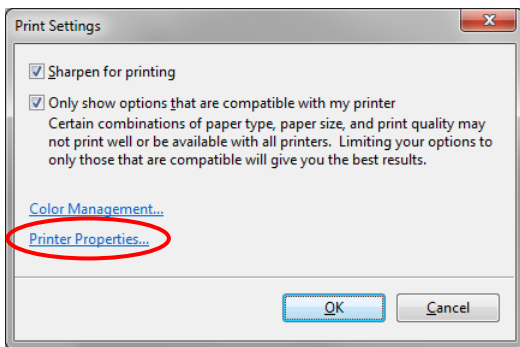 Print Settings
Sharpen for printing
Only show options that are compatible with my printer
Certain combinations of paper type, paper size, and print quality may
not print well or be available with all printers. Limiting your options to
only those that are compatible will give you the best results.
Color Management...
Printer Properties...
OK
Cancel